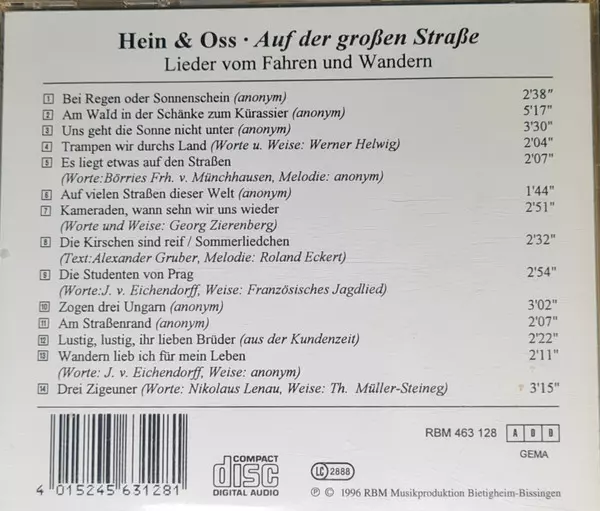 Hein & Oss · Auf der großen Straße
Lieder vom Fahren und Wandern
1 Bei Regen oder Sonnenschein (anonym) 2'38"
2 Am Wald in der Schänke zum Kürassier (anonym) 5'17"
3 Uns geht die Sonne nicht unter (anonym) 3'30"
4 Trampen wir durchs Land (Worte u. Weise: Werner Helwig) 2'04"
5 Es liegt etwas auf den Straßen 2'07"
(Worte:Börries Frh. v. Münchhausen, Melodie: anonym)
6 Auf vielen Straßen dieser Welt (anonym) 1'44"
7 Kameraden, wann sehn wir uns wieder 2'51"
(Worte und Weise: Georg Zierenberg)
8 Die Kirschen sind reif / Sommerliedchen 2'32"
(Text:Alexander Gruber, Melodie: Roland Eckert)
9 Die Studenten von Prag 2'54"
(Worte:J. v. Eichendorff, Weise: Französisches Jagdlied)
10 Zogen drei Ungarn (anonym) 3'02"
11 Am Straßenrand (anonym) 2'07"
12 Lustig, lustig, ihr lieben Brüder (aus der Kundenzeit) 2'22"
13 Wandern lieb ich für mein Leben 2'11"
(Worte: J. v. Eichendorff, Weise: anonym)
14 Drei Zigeuner (Worte: Nikolaus Lenau, Weise: Th. Müller-Steineg) 3'15"
RBM 463 128 A D D
GEMA
COMPACT
disc
DIGITAL AUDIO
LC 2888
4 015245 631281
℗ © 1996 RBM Musikproduktion Bietigheim-Bissingen